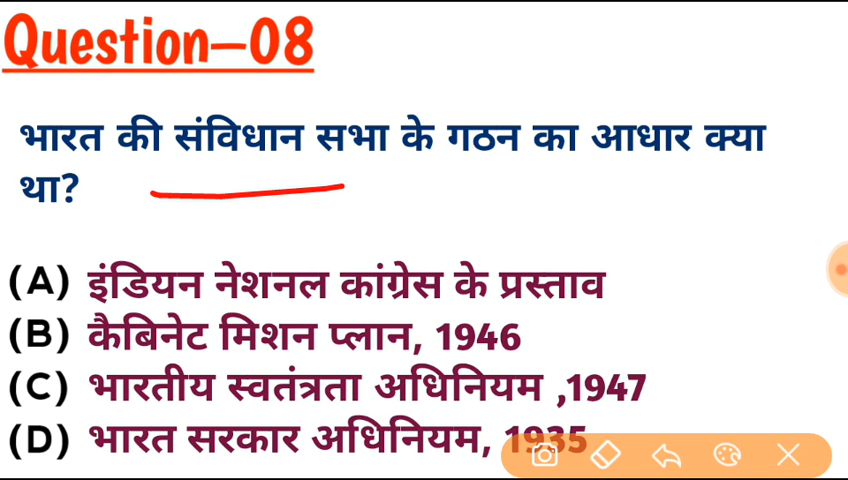 Question–08
भारत की संविधान सभा के गठन का आधार क्या
था?
(A) इंडियन नेशनल कांग्रेस के प्रस्ताव
(B) कैबिनेट मिशन प्लान, 1946
(C) भारतीय स्वतंत्रता अधिनियम ,1947
(D) भारत सरकार अधिनियम, 1935